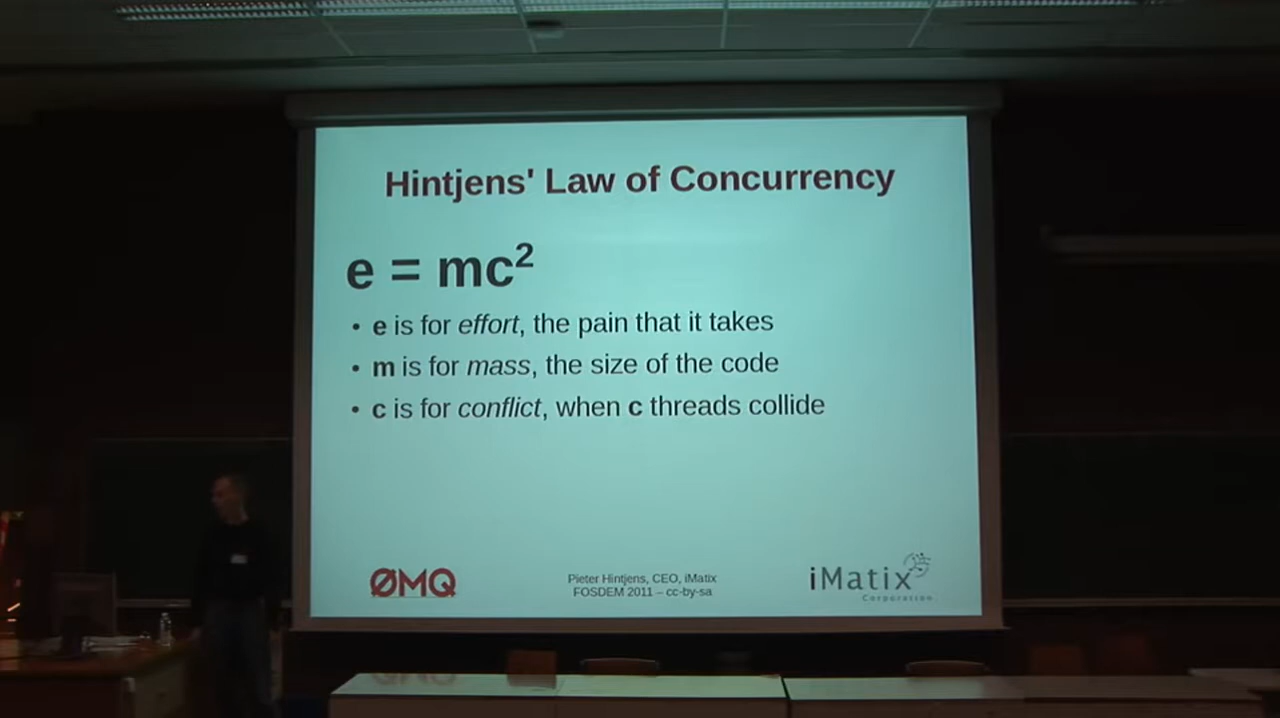 Hintjens' Law of Concurrency
e = mc²
• e is for effort, the pain that it takes
• m is for mass, the size of the code
• c is for conflict, when c threads collide
ØMQ
Pieter Hintjens, CEO, iMatix
FOSDEM 2011 – cc-by-sa
iMatix
Corporation